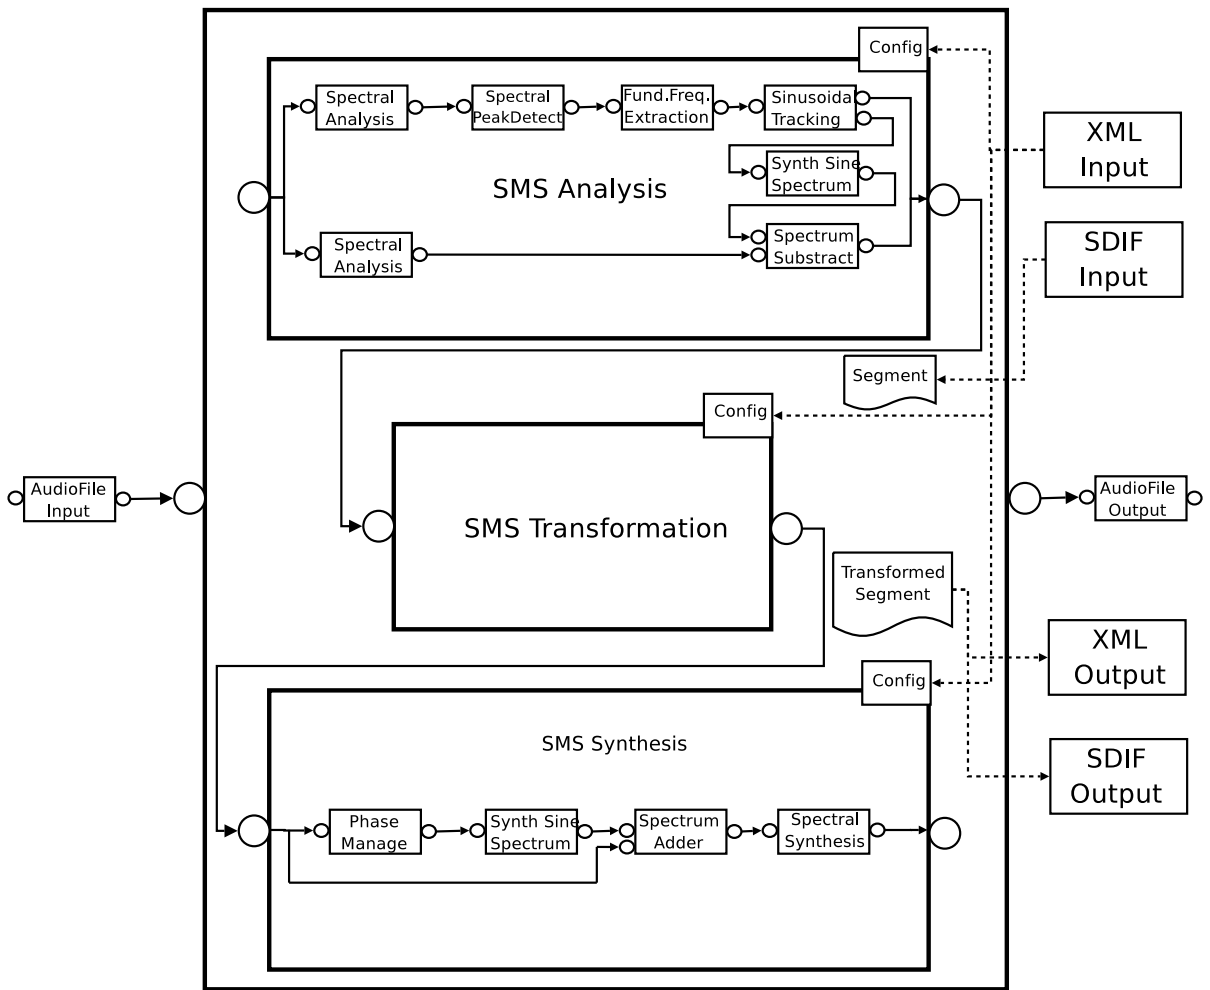 Config
Spectral
Analysis
Spectral
PeakDetect
Fund.Freq.
Extraction
Sinusoidal
Tracking
XML
Input
Synth Sine
Spectrum
SMS Analysis
Spectral
Analysis
Spectrum
Substract
SDIF
Input
Segment
Config
AudioFile
Input
SMS Transformation
AudioFile
Output
Transformed
Segment
XML
Output
Config
SMS Synthesis
SDIF
Output
Phase
Manage
Synth Sine
Spectrum
Spectrum
Adder
Spectral
Synthesis